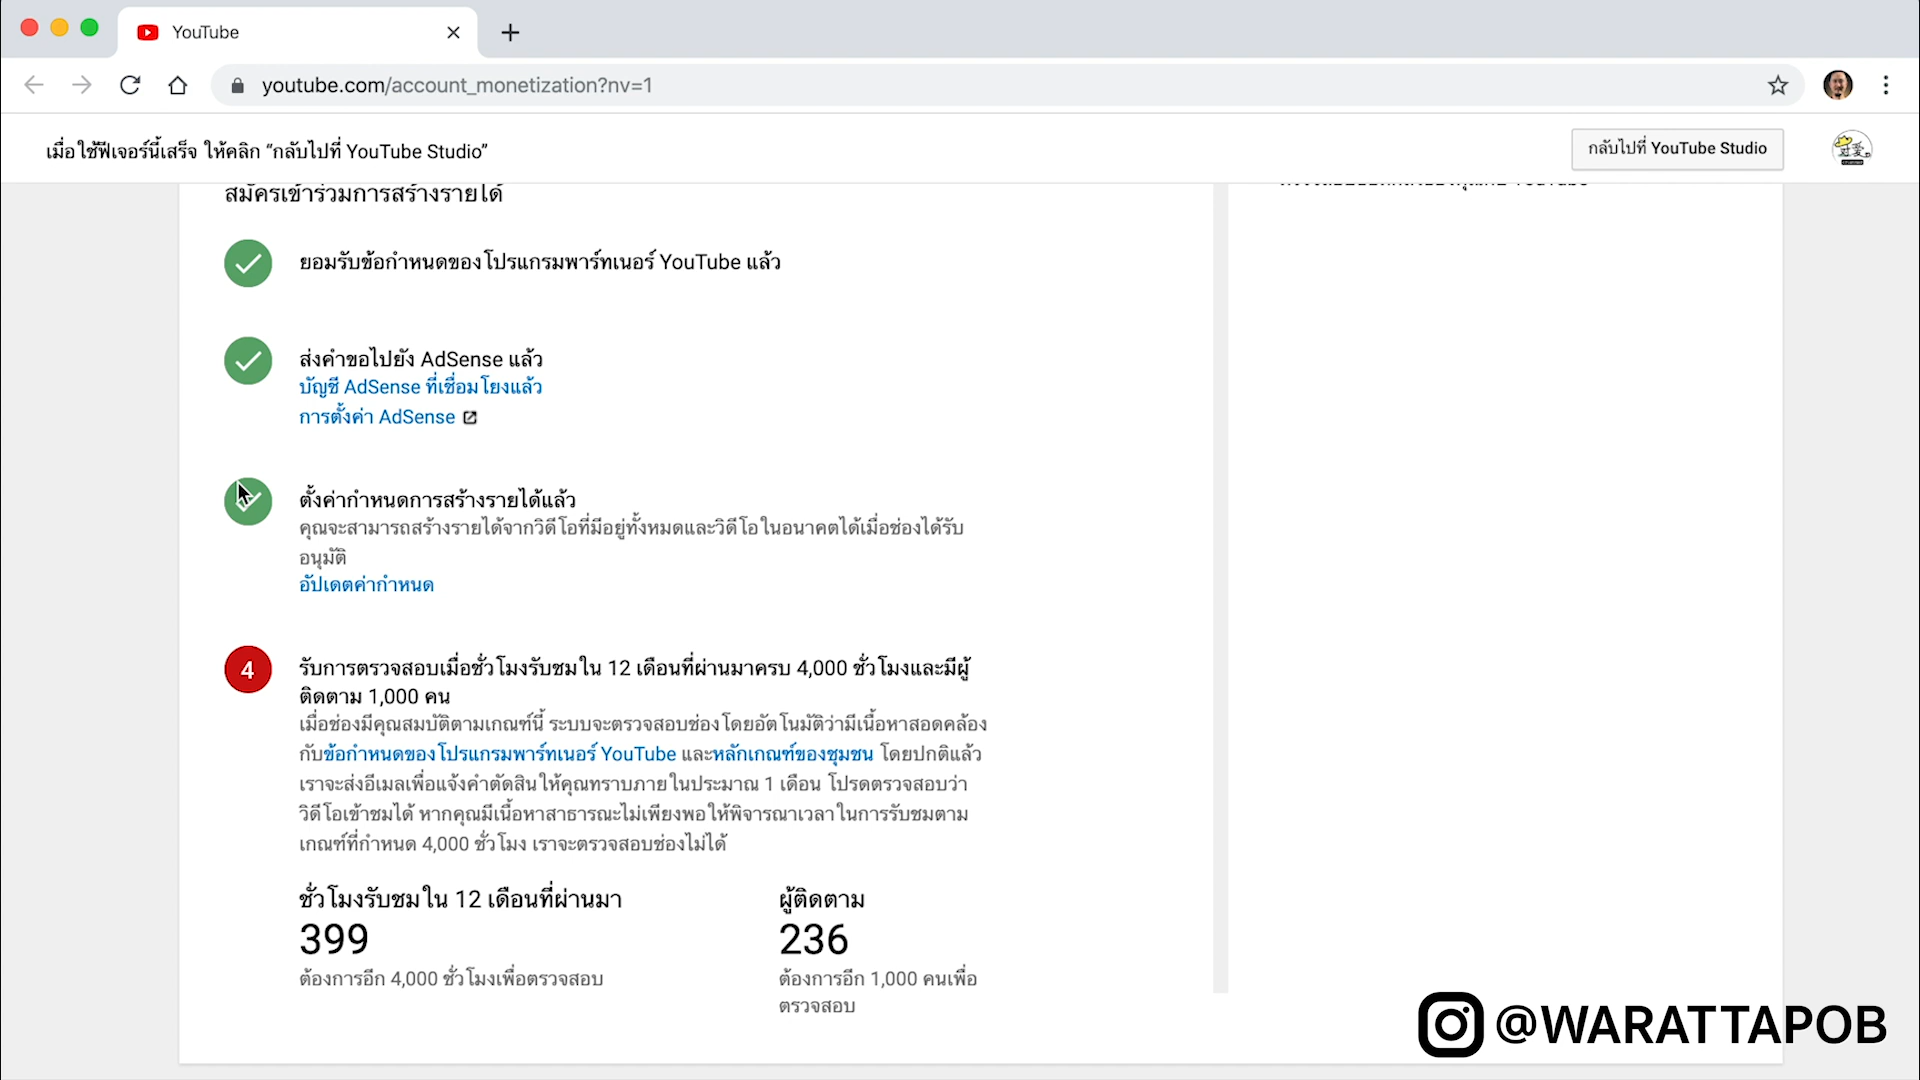 YouTube
youtube.com/account_monetization?nv=1
เมื่อใช้ฟีเจอร์นี้เสร็จ ให้คลิก “กลับไปที่ YouTube Studio”
กลับไปที่ YouTube Studio
สมัครเข้าร่วมการสร้างรายได้
ยอมรับข้อกำหนดของโปรแกรมพาร์ทเนอร์ YouTube แล้ว
ส่งคำขอไปยัง AdSense แล้ว
บัญชี AdSense ที่เชื่อมโยงแล้ว
การตั้งค่า AdSense
ตั้งค่ากำหนดการสร้างรายได้แล้ว
คุณจะสามารถสร้างรายได้จากวิดีโอที่มีอยู่ทั้งหมดและวิดีโอในอนาคตได้เมื่อช่องได้รับ
อนุมัติ
อัปเดตค่ากำหนด
4
รับการตรวจสอบเมื่อชั่วโมงรับชมใน 12 เดือนที่ผ่านมาครบ 4,000 ชั่วโมงและมีผู้
ติดตาม 1,000 คน
เมื่อช่องมีคุณสมบัติตามเกณฑ์นี้ ระบบจะตรวจสอบช่องโดยอัตโนมัติว่ามีเนื้อหาสอดคล้อง
กับข้อกำหนดของโปรแกรมพาร์ทเนอร์ YouTube และหลักเกณฑ์ของชุมชน โดยปกติแล้ว
เราจะส่งอีเมลเพื่อแจ้งคำตัดสินให้คุณทราบภายในประมาณ 1 เดือน โปรดตรวจสอบว่า
วิดีโอเข้าชมได้ หากคุณมีเนื้อหาสาธารณะไม่เพียงพอให้พิจารณาเวลาในการรับชมตาม
เกณฑ์ที่กำหนด 4,000 ชั่วโมง เราจะตรวจสอบช่องไม่ได้
ชั่วโมงรับชมใน 12 เดือนที่ผ่านมา
399
ต้องการอีก 4,000 ชั่วโมงเพื่อตรวจสอบ
ผู้ติดตาม
236
ต้องการอีก 1,000 คนเพื่อ
ตรวจสอบ
@WARATTAPOB